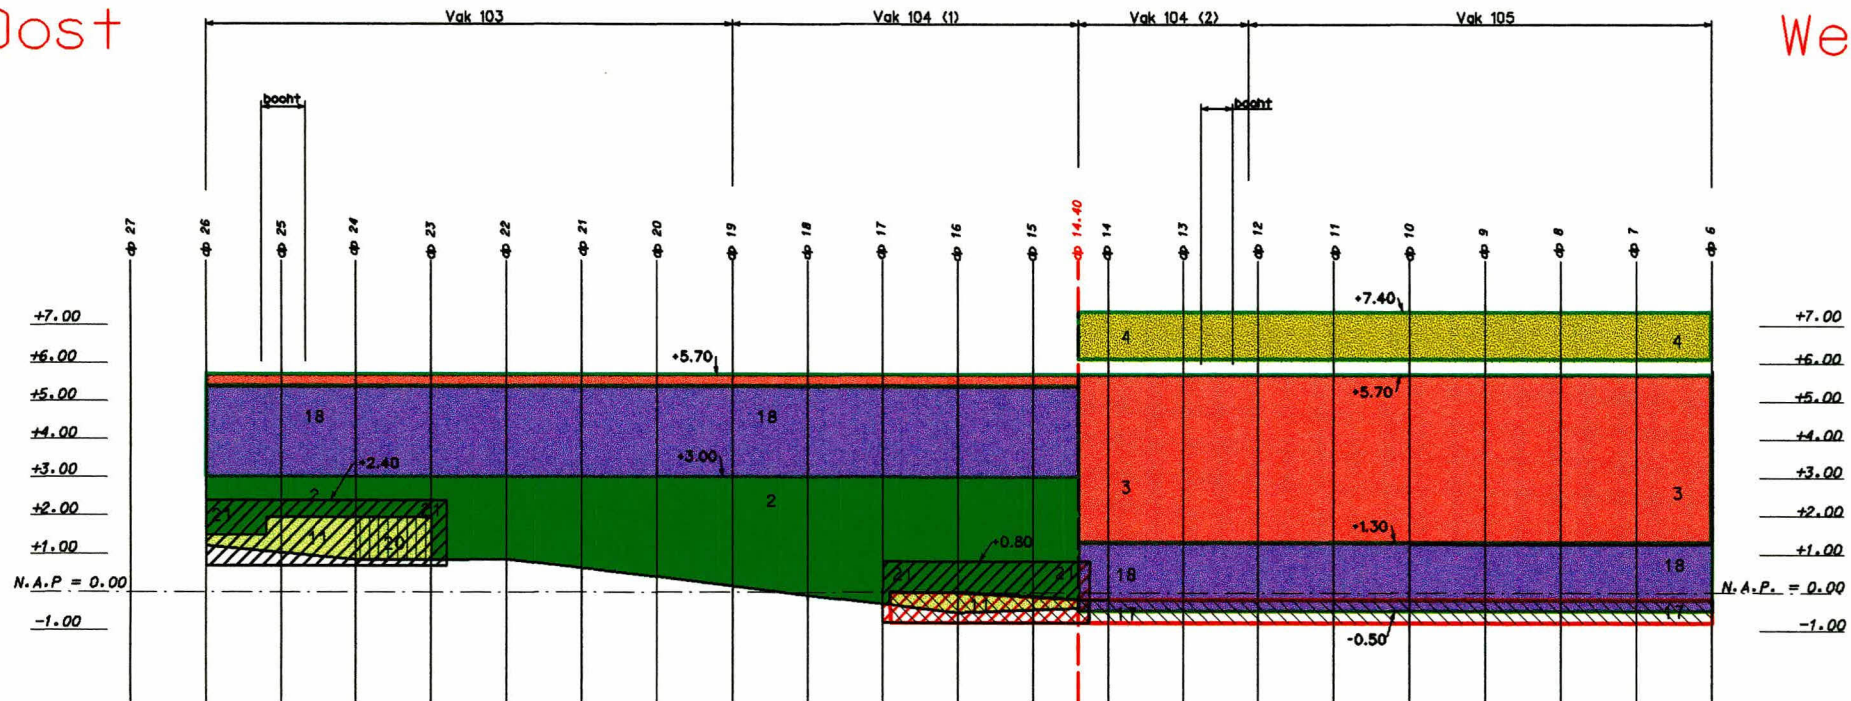 Oost
We
Vak 103
Vak 104 (1)
Vak 104 (2)
Vak 105
bocht
bocht
dp 27
dp 26
dp 25
dp 24
dp 23
dp 22
dp 21
dp 20
dp 19
dp 17
dp 16
dp 15
dp 14.40
dp 14
dp 13
dp 12
dp 11
dp 10
dp 9
dp 8
dp 7
dp 6
+7.00
+6.00
+5.00
+4.00
+3.00
+2.00
+1.00
N.A.P = 0.00
-1.00
+7.40
4
4
+5.70
+5.70
18
18
+3.00
+2.40
2
2
21
21
11
20
3
3
+1.30
+0.80
21
21
11
18
18
17
17
-0.50
+7.00
+6.00
+5.00
+4.00
+3.00
+2.00
+1.00
N.A.P. = 0.00
-1.00